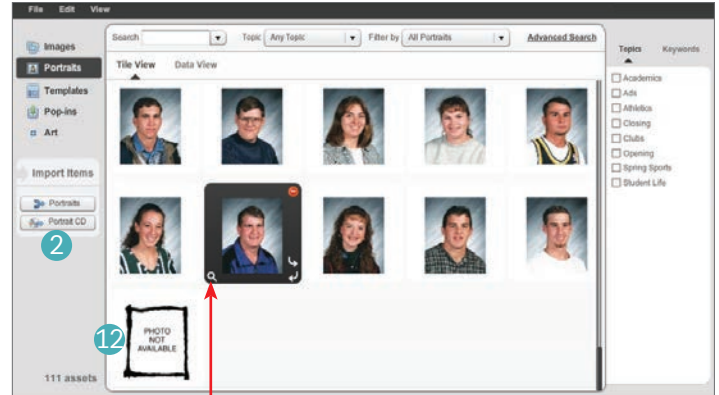 File Edit View
Search Topic Any Topic Filter by All Portraits Advanced Search
Images
Portraits
Templates
Pop-ins
Art
Import Items
Portraits
Portrait CD
2
Tile View Data View
12
PHOTO
NOT
AVAILABLE
111 assets
Topics Keywords
Academics
Ads
Athletics
Closing
Clubs
Opening
Spring Sports
Student Life